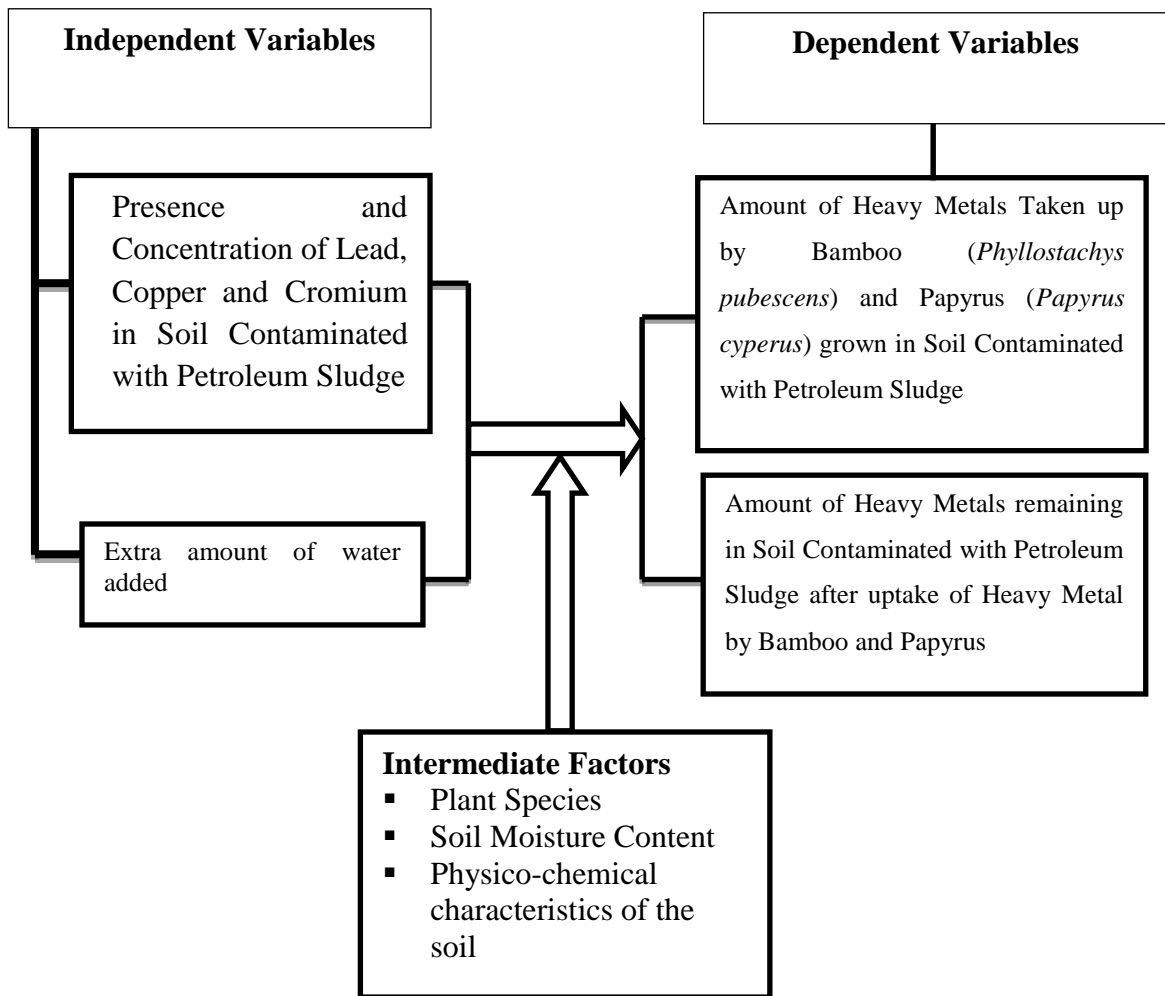 Independent Variables
Presence and
Concentration of Lead,
Copper and Cromium
in Soil Contaminated
with Petroleum Sludge
Extra amount of water
added
Dependent Variables
Amount of Heavy Metals Taken up
by Bamboo (Phyllostachys
pubescens) and Papyrus (Papyrus
cyperus) grown in Soil Contaminated
with Petroleum Sludge
Amount of Heavy Metals remaining
in Soil Contaminated with Petroleum
Sludge after uptake of Heavy Metal
by Bamboo and Papyrus
Intermediate Factors
▪ Plant Species
▪ Soil Moisture Content
▪ Physico-chemical
characteristics of the
soil